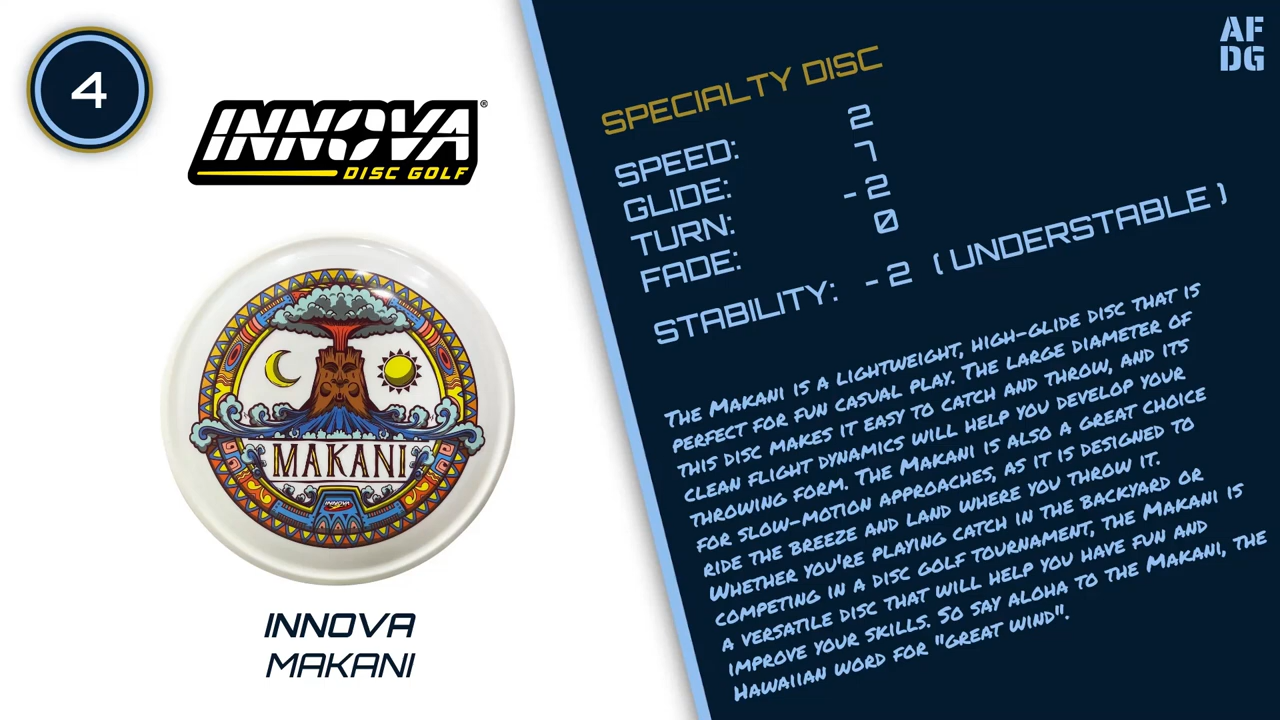 4
INNOVA®
DISC GOLF
MAKANI
INNOVA
INNOVA
MAKANI
AF
DG
SPECIALTY DISC
SPEED: 2
GLIDE: 7
TURN: -2
FADE: 0
STABILITY: -2 (UNDERSTABLE)
THE MAKANI IS A LIGHTWEIGHT, HIGH-GLIDE DISC THAT IS
PERFECT FOR FUN CASUAL PLAY. THE LARGE DIAMETER OF
THIS DISC MAKES IT EASY TO CATCH AND THROW, AND ITS
CLEAN FLIGHT DYNAMICS WILL HELP YOU DEVELOP YOUR
THROWING FORM. THE MAKANI IS ALSO A GREAT CHOICE
FOR SLOW-MOTION APPROACHES, AS IT IS DESIGNED TO
RIDE THE BREEZE AND LAND WHERE YOU THROW IT.
WHETHER YOU'RE PLAYING CATCH IN THE BACKYARD OR
COMPETING IN A DISC GOLF TOURNAMENT, THE MAKANI IS
A VERSATILE DISC THAT WILL HELP YOU HAVE FUN AND
IMPROVE YOUR SKILLS. SO SAY ALOHA TO THE MAKANI, THE
HAWAIIAN WORD FOR "GREAT WIND".